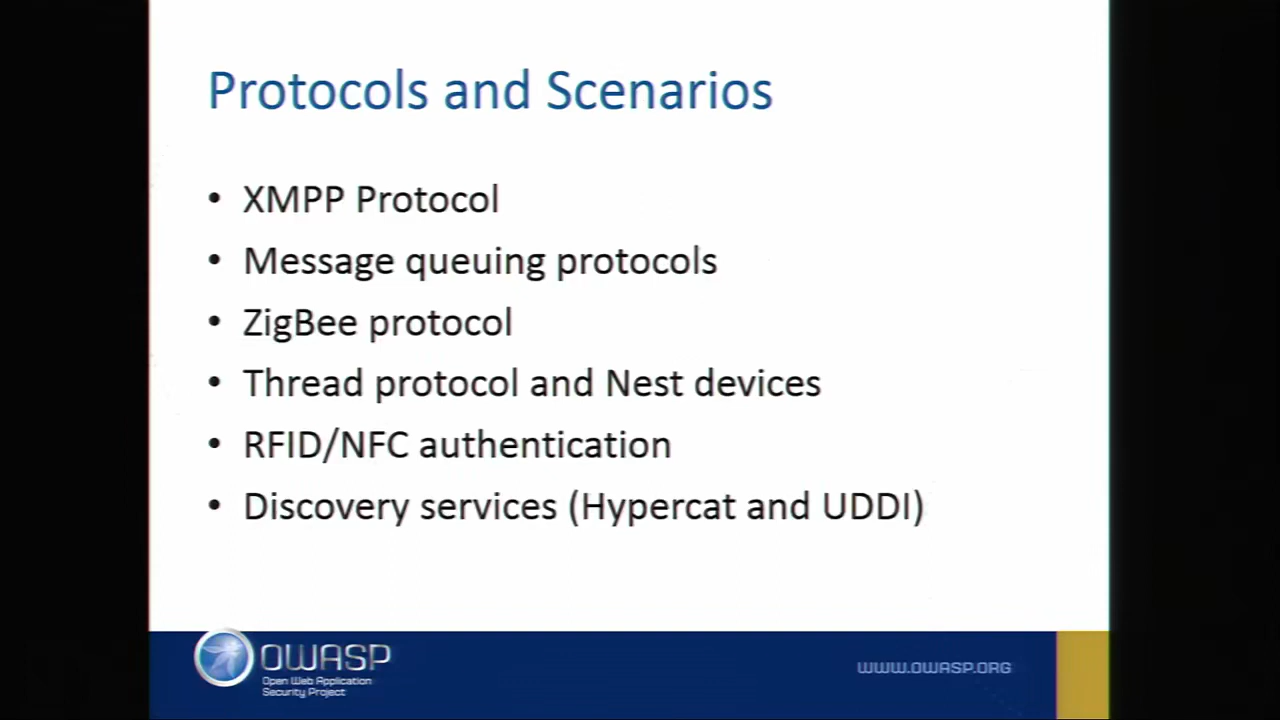 Protocols and Scenarios
• XMPP Protocol
• Message queuing protocols
• ZigBee protocol
• Thread protocol and Nest devices
• RFID/NFC authentication
• Discovery services (Hypercat and UDDI)
OWASP
Open Web Application
Security Project
WWW.OWASP.ORG